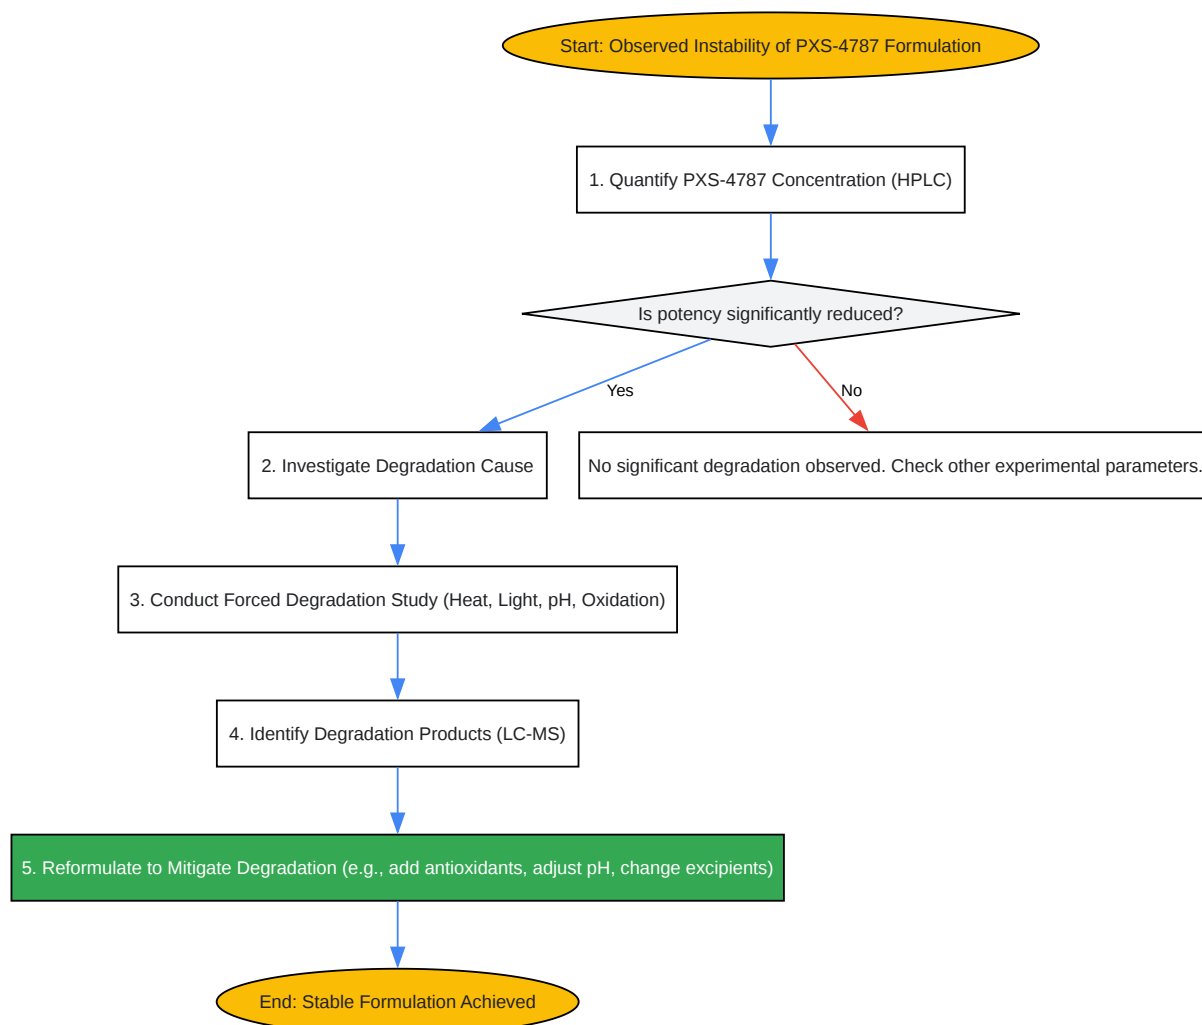 Start: Observed Instability of PXS-4787 Formulation
1. Quantify PXS-4787 Concentration (HPLC)
Is potency significantly reduced?
Yes
No
2. Investigate Degradation Cause
No significant degradation observed. Check other experimental parameters.
3. Conduct Forced Degradation Study (Heat, Light, pH, Oxidation)
4. Identify Degradation Products (LC-MS)
5. Reformulate to Mitigate Degradation (e.g., add antioxidants, adjust pH, change excipients)
End: Stable Formulation Achieved